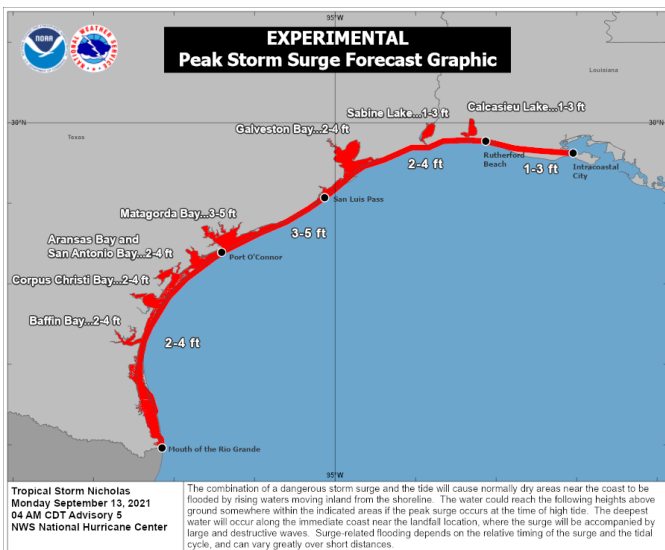 95°W
EXPERIMENTAL
Peak Storm Surge Forecast Graphic
NOAA
NATIONAL WEATHER SERVICE
Louisiana
Texas
30°N
30°N
Sabine Lake...1-3 ft
Calcasieu Lake...1-3 ft
Galveston Bay...2-4 ft
2-4 ft
Rutherford
Beach
1-3 ft
Intracoastal
City
San Luis Pass
Matagorda Bay...3-5 ft
3-5 ft
Aransas Bay and
San Antonio Bay...2-4 ft
Port O'Connor
Corpus Christi Bay...2-4 ft
Baffin Bay...2-4 ft
2-4 ft
Mouth of the Rio Grande
95°W
Tropical Storm Nicholas
Monday September 13, 2021
04 AM CDT Advisory 5
NWS National Hurricane Center
The combination of a dangerous storm surge and the tide will cause normally dry areas near the coast to be
flooded by rising waters moving inland from the shoreline. The water could reach the following heights above
ground somewhere within the indicated areas if the peak surge occurs at the time of high tide. The deepest
water will occur along the immediate coast near the landfall location, where the surge will be accompanied by
large and destructive waves. Surge-related flooding depends on the relative timing of the surge and the tidal
cycle, and can vary greatly over short distances.